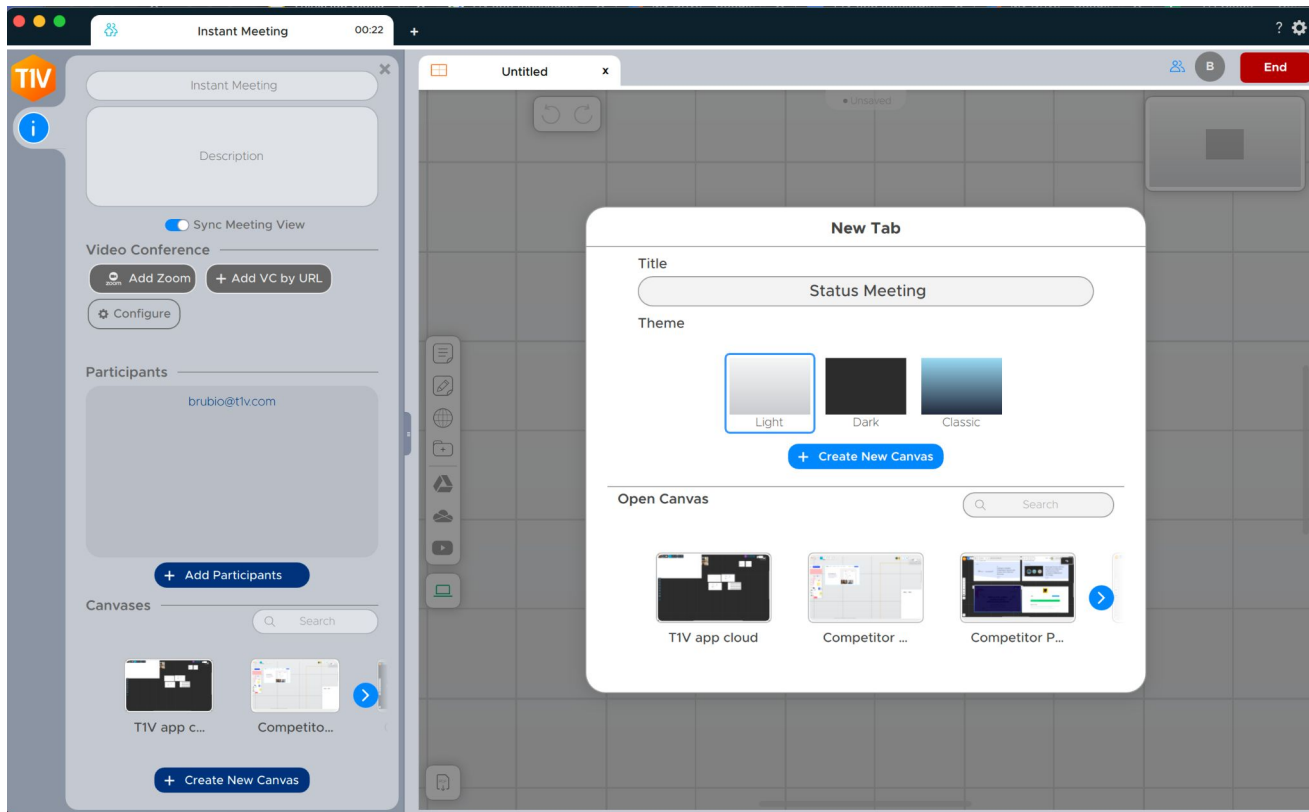 Instant Meeting 00:22 +
?
T1V
i
Instant Meeting
Description
Sync Meeting View
Video Conference
zoom Add Zoom + Add VC by URL
Configure
Participants
brubio@t1v.com
+ Add Participants
Canvases
Search
T1V app c... Competito...
+ Create New Canvas
Untitled x
B End
• Unsaved
New Tab
Title
Status Meeting
Theme
Light Dark Classic
+ Create New Canvas
Open Canvas
Search
T1V app cloud Competitor ... Competitor P...